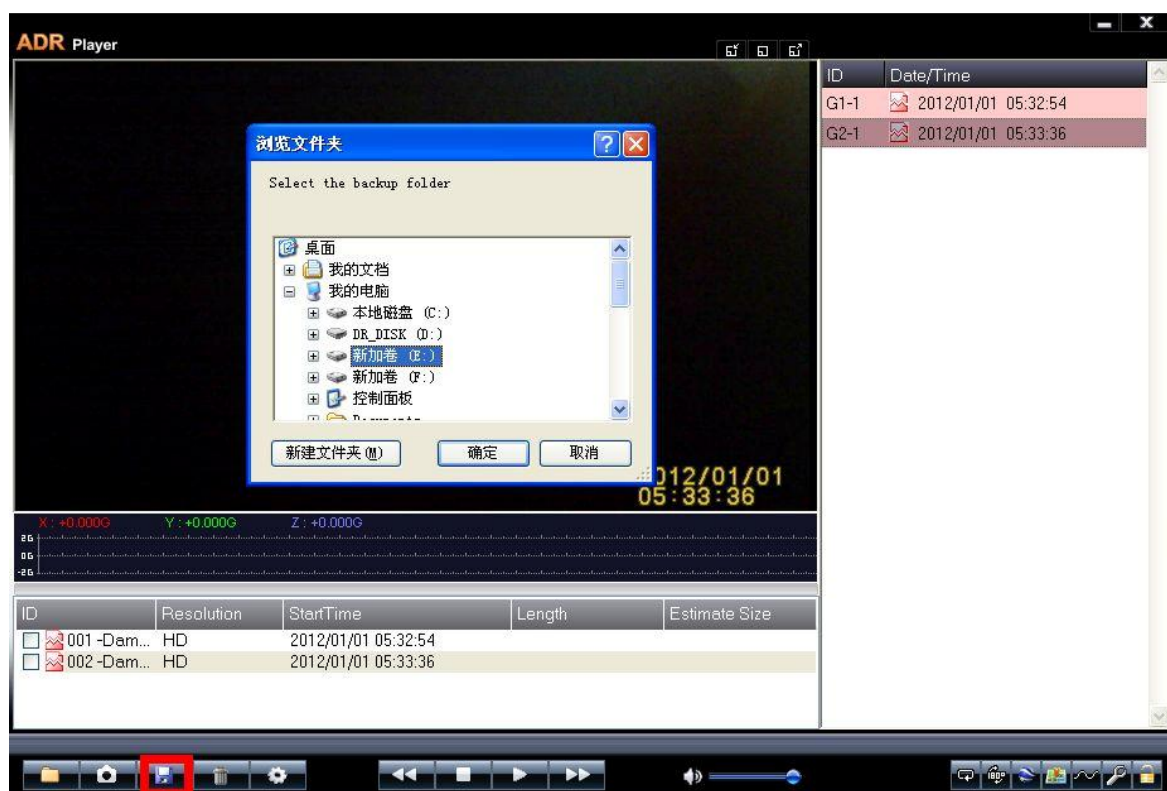 ADR Player
ID Date/Time
G1-1 2012/01/01 05:32:54
G2-1 2012/01/01 05:33:36
浏览文件夹
Select the backup folder
桌面
我的文档
我的电脑
本地磁盘 (C:)
DR_DISK (D:)
新加卷 (E:)
新加卷 (F:)
控制面板
新建文件夹(M) 确定 取消
012/01/01
05:33:36
X : +0.000G Y : +0.000G Z : +0.000G
2G
0G
-2G
ID Resolution StartTime Length Estimate Size
001 -Dam... HD 2012/01/01 05:32:54
002 -Dam... HD 2012/01/01 05:33:36